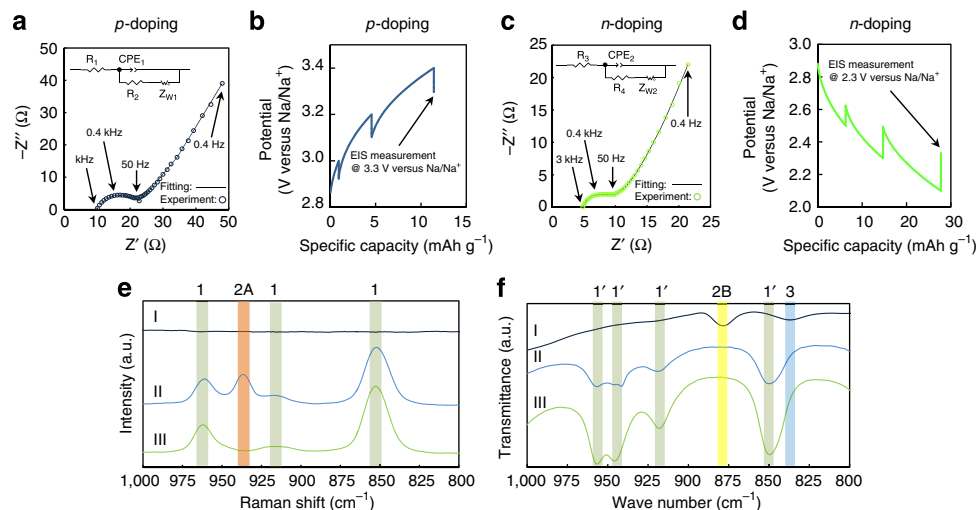 a
p-doping
R1
CPE1
R2
ZW1
50
40
30
20
10
0
–Z″ (Ω)
kHz
0.4 kHz
50 Hz
0.4 Hz
Fitting:
Experiment:
0
10
20
30
40
50
Z′ (Ω)
b
p-doping
3.4
3.2
3.0
2.8
Potential
(V versus Na/Na+)
EIS measurement
@ 3.3 V versus Na/Na+
0
5
10
15
Specific capacity (mAh g–1)
c
n-doping
R3
CPE2
R4
ZW2
25
20
15
10
5
0
–Z″ (Ω)
3 kHz
0.4 kHz
50 Hz
0.4 Hz
Fitting:
Experiment:
0
5
10
15
20
25
Z′ (Ω)
d
n-doping
3.0
2.8
2.6
2.4
2.2
2.0
Potential
(V versus Na/Na+)
EIS measurement
@ 2.3 V versus Na/Na+
0
10
20
30
Specific capacity (mAh g–1)
e
1
2A
1
1
I
II
III
Intensity (a.u.)
1,000
975
950
925
900
875
850
825
800
Raman shift (cm–1)
f
1′
1′
1′
2B
1′
3
I
II
III
Transmittance (a.u.)
1,000
975
950
925
900
875
850
825
800
Wave number (cm–1)